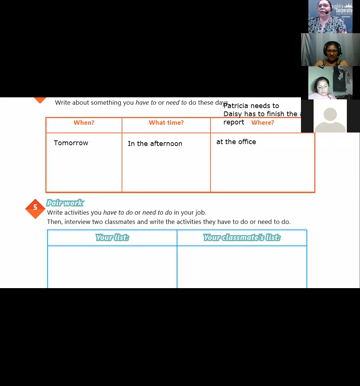 Write about something you have to or need to do these days.
Patricia needs to
Daisy has to finish the
report
When?
What time?
Where?
Tomorrow
In the afternoon
at the office
5
Pair work
Write activities you have to do or need to do in your job.
Then, interview two classmates and write the activities they have to do or need to do.
Your list:
Your classmate's list: